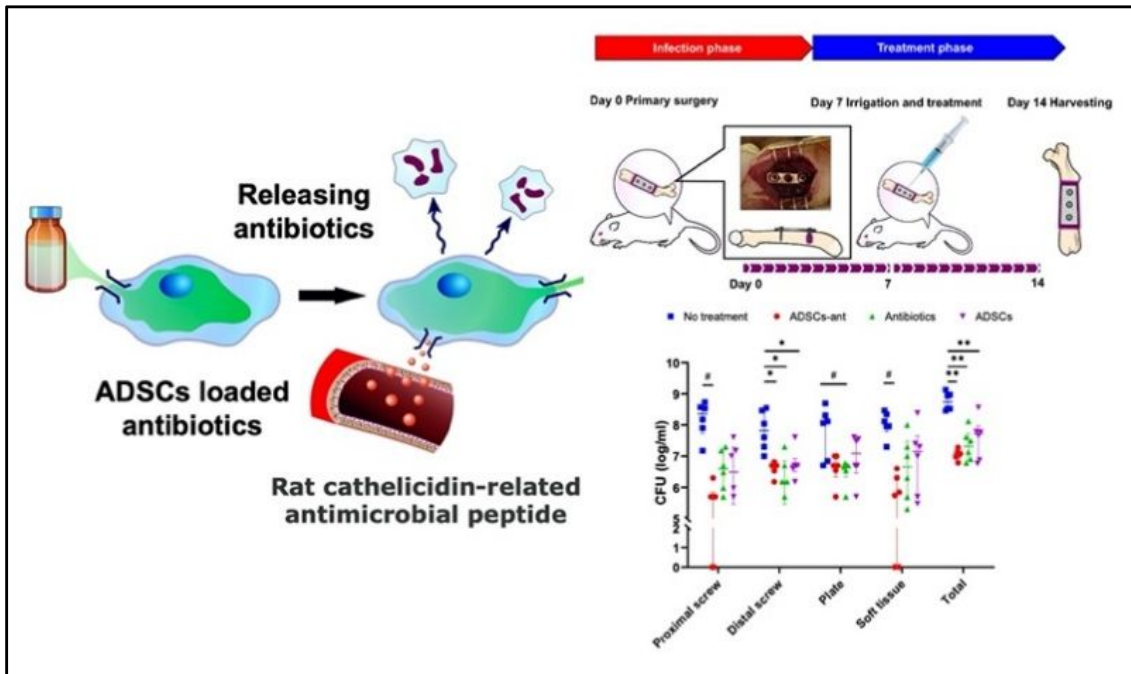 Releasing
antibiotics
ADSCs loaded
antibiotics
Rat cathelicidin-related
antimicrobial peptide
Infection phase
Treatment phase
Day 0 Primary surgery
Day 7 Irrigation and treatment
Day 14 Harvesting
Day 0
7
14
No treatment
ADSCs-ant
Antibiotics
ADSCs
CFU (log/ml)
10
9
8
7
6
5
2
1
0
#
*
*
*
#
#
**
**
**
Proximal screw
Distal screw
Plate
Soft tissue
Total